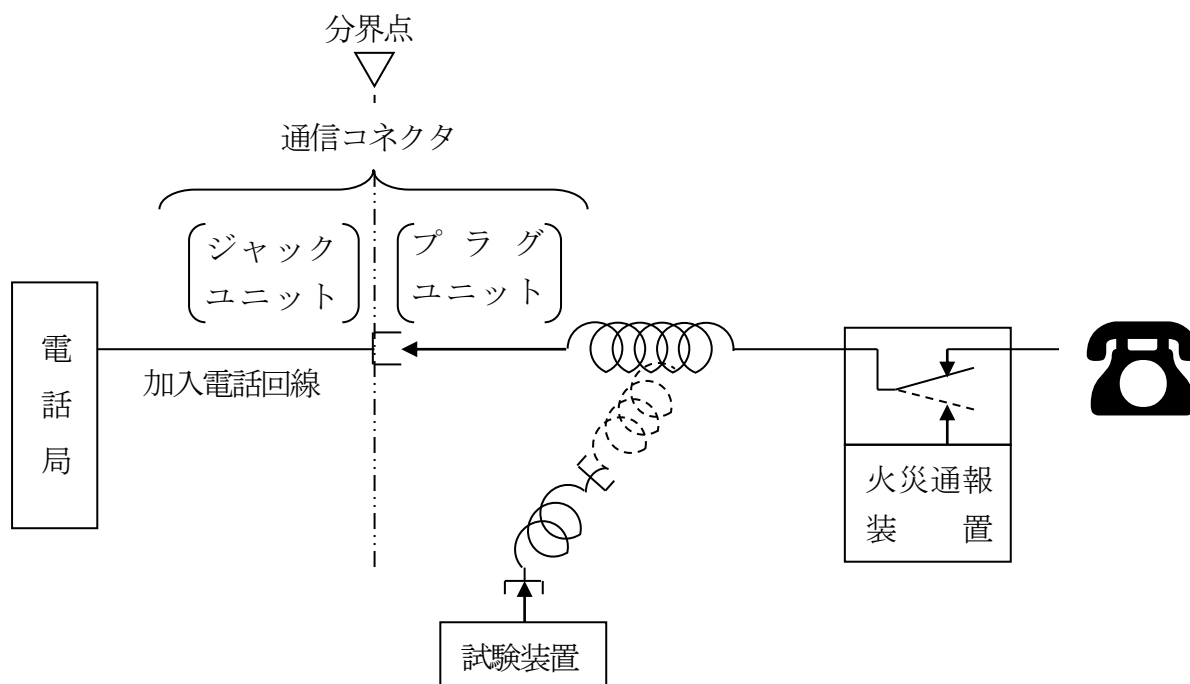 分界点
通信コネクタ
ジャック
ユニット
プラグ
ユニット
電話局
加入電話回線
火災通報
装置
試験装置